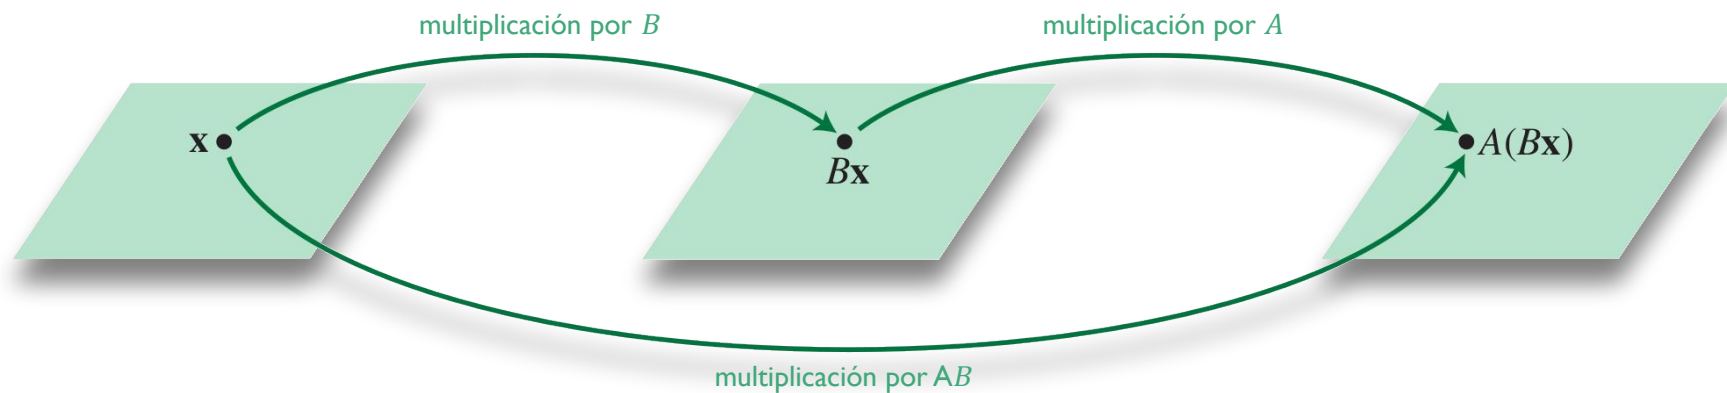 multiplicación por B
multiplicación por A
x
Bx
A(Bx)
multiplicación por AB